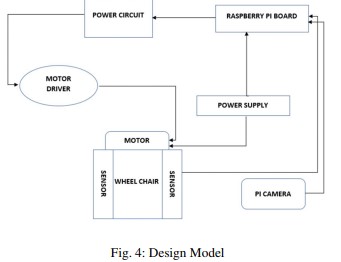 POWER CIRCUIT
RASPBERRY PI BOARD
MOTOR
DRIVER
POWER SUPPLY
MOTOR
SENSOR
WHEEL CHAIR
SENSOR
PI CAMERA
Fig. 4: Design Model